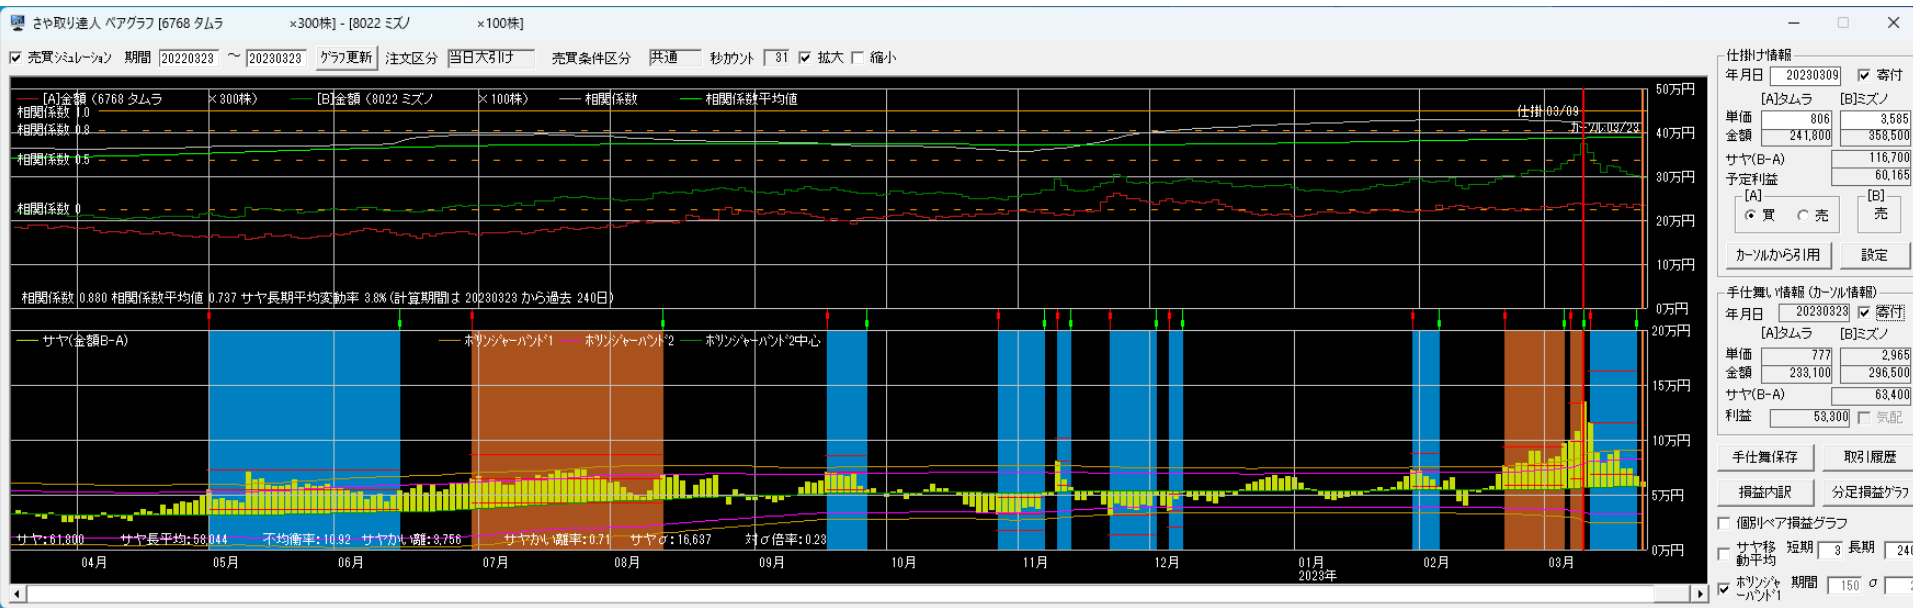 さや取り達人 ペアグラフ [6768 タムラ ×300株] - [8022 ミズノ ×100株]
売買シュミレーション 期間 20220323 ～ 20230323 グラフ更新 注文区分 当日大引け 売買条件区分 共通 秒カウント 31 拡大 縮小
[A]金額（6768 タムラ ×300株） [B]金額（8022 ミズノ ×100株） 相関係数 相関係数平均値
相関係数 1.0
相関係数 0.8
相関係数 0.5
相関係数 0
仕掛 03/09
カーソル:03/23
50万円
40万円
30万円
20万円
10万円
0万円
相関係数 0.880 相関係数平均値 0.737 サヤ長期平均変動率 3.8% (計算期間は 20230323 から過去 240日)
サヤ(金額B-A) ボリンジャーバンド1 ボリンジャーバンド2 ボリンジャーバンド2中心
20万円
15万円
10万円
5万円
0万円
サヤ:61,800 サヤ長平均:58,044 不均衡率:10.92 サヤかい離:3,756 サヤかい離率:0.71 サヤσ:16,637 対σ倍率:0.23
04月 05月 06月 07月 08月 09月 10月 11月 12月 01月 02月 03月
2023年
仕掛け情報
年月日 20230309 寄付
[A]タムラ [B]ミズノ
単価 806 3,585
金額 241,800 358,500
サヤ(B-A) 116,700
予定利益 60,165
[A] [B]
買 売 売
カーソルから引用 設定
手仕舞い情報 (カーソル情報)
年月日 20230323 寄付
[A]タムラ [B]ミズノ
単価 777 2,965
金額 233,100 296,500
サヤ(B-A) 63,400
利益 53,300 気配
手仕舞保存 取引履歴
損益内訳 分足損益グラフ
個別ペア損益グラフ
サヤ移動平均 短期 3 長期 240
ボリンジャーバンド1 期間 150 σ